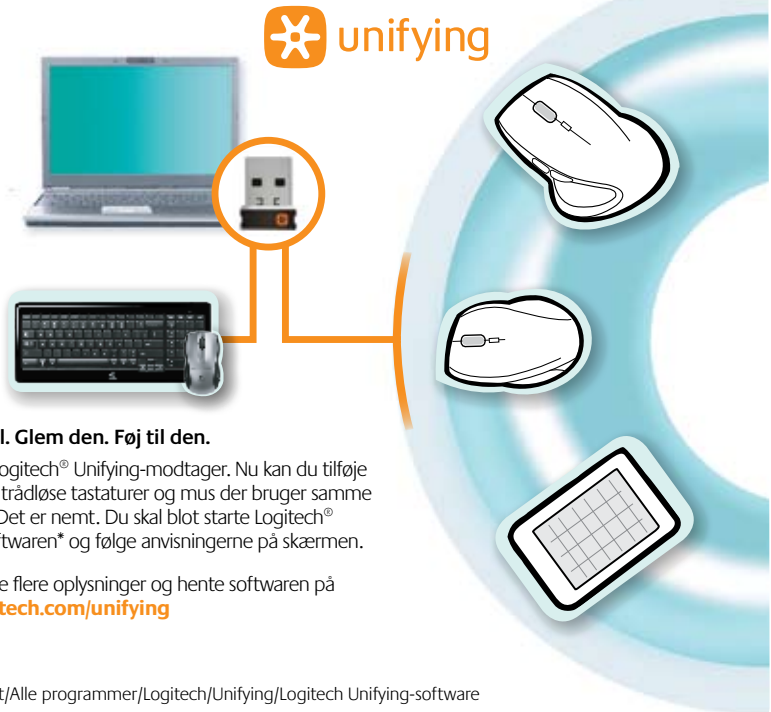 unifying
l. Glem den. Føj til den.
ogitech® Unifying-modtager. Nu kan du tilføje
trådløse tastaturer og mus der bruger samme
Det er nemt. Du skal blot starte Logitech®
ftwaren* og følge anvisningerne på skærmen.
e flere oplysninger og hente softwaren på
tech.com/unifying
t/Alle programmer/Logitech/Unifying/Logitech Unifying-software